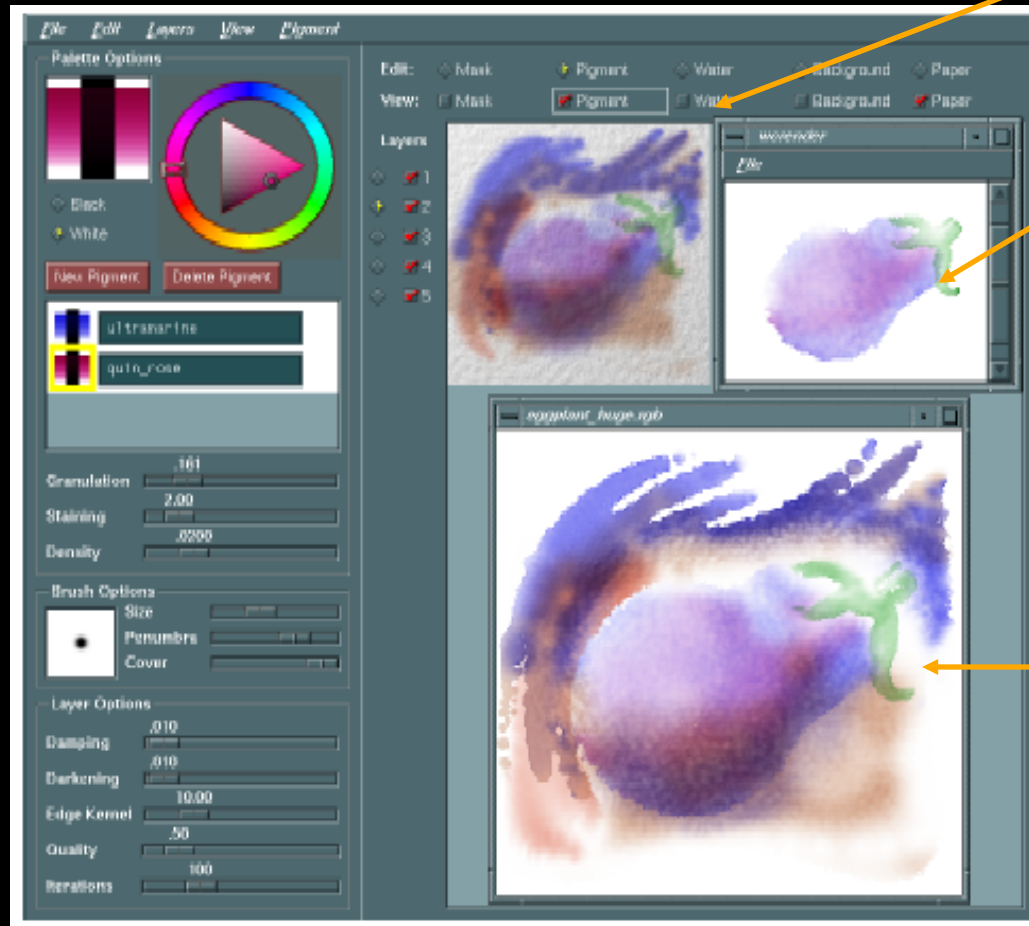 File Edit Layers View Pigment
Palette Options
Edit: Mask Pigment Water Background Paper
View: Mask Pigment Background Paper
Layers
1
2
3
4
5
Black
White
New Pigment Delete Pigment
ultramarine
quin_rose
.161
Granulation
2.00
Staining
.0200
Density
Brush Options
Size
Penumbra
Cover
Layer Options
.010
Damping
.010
Darkening
10.00
Edge Kernel
.50
Quality
100
Iterations
wcrender
File
eggplant_huge.rgb